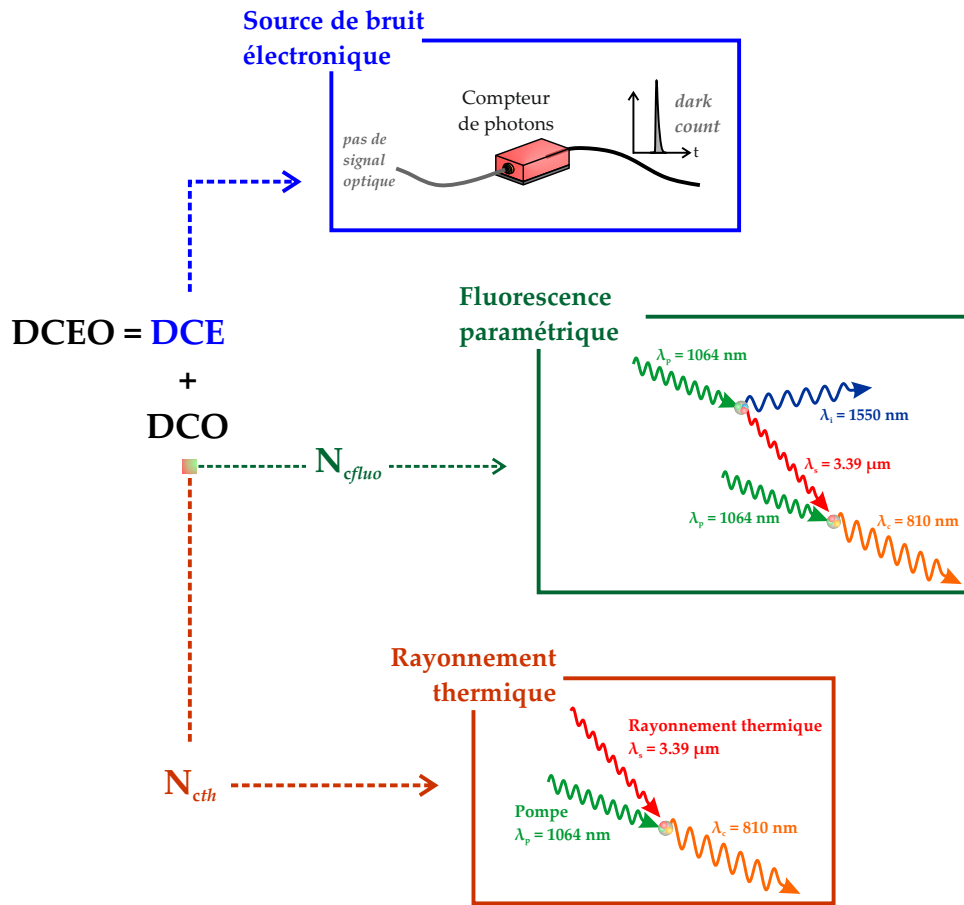 Source de bruit
électronique
Compteur
de photons
dark
count
t
pas de
signal
optique
DCEO = DCE
+
DCO
Fluorescence
paramétrique
λp = 1064 nm
λi = 1550 nm
λs = 3.39 µm
λp = 1064 nm
λc = 810 nm
Ncfluo
Rayonnement
thermique
Rayonnement thermique
λs = 3.39 µm
Pompe
λp = 1064 nm
λc = 810 nm
Ncth